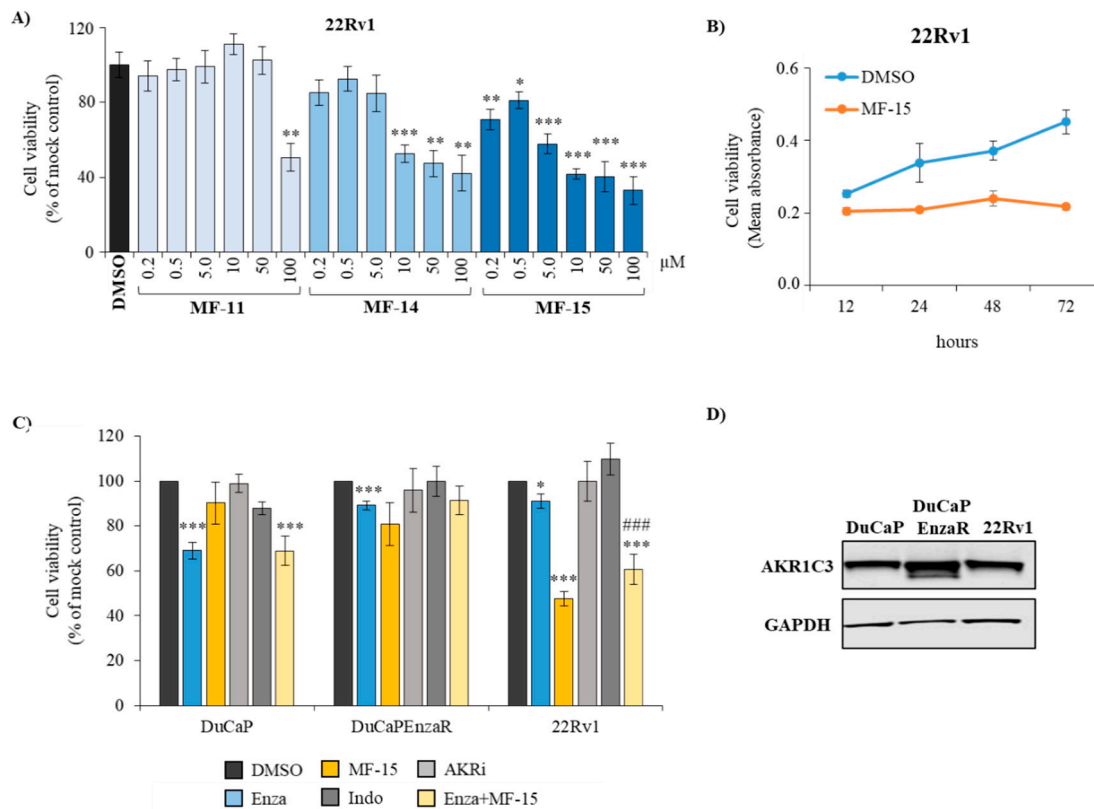 A)
22Rv1
Cell viability
(% of mock control)
120
80
40
0
** *** ** ** ** * *** *** *** ***
DMSO 0.2 0.5 5.0 10 50 100 0.2 0.5 5.0 10 50 100 0.2 0.5 5.0 10 50 100 µM
MF-11 MF-14 MF-15
B)
22Rv1
Cell viability
(Mean absorbance)
0.6
0.4
0.2
0.0
DMSO
MF-15
12 24 48 72
hours
C)
Cell viability
(% of mock control)
120
100
80
60
40
20
0
*** *** *** * *** ###
***
DuCaP DuCaPEnzaR 22Rv1
DMSO MF-15 AKRi
Enza Indo Enza+MF-15
D)
DuCaP DuCaP EnzaR 22Rv1
AKR1C3
GAPDH